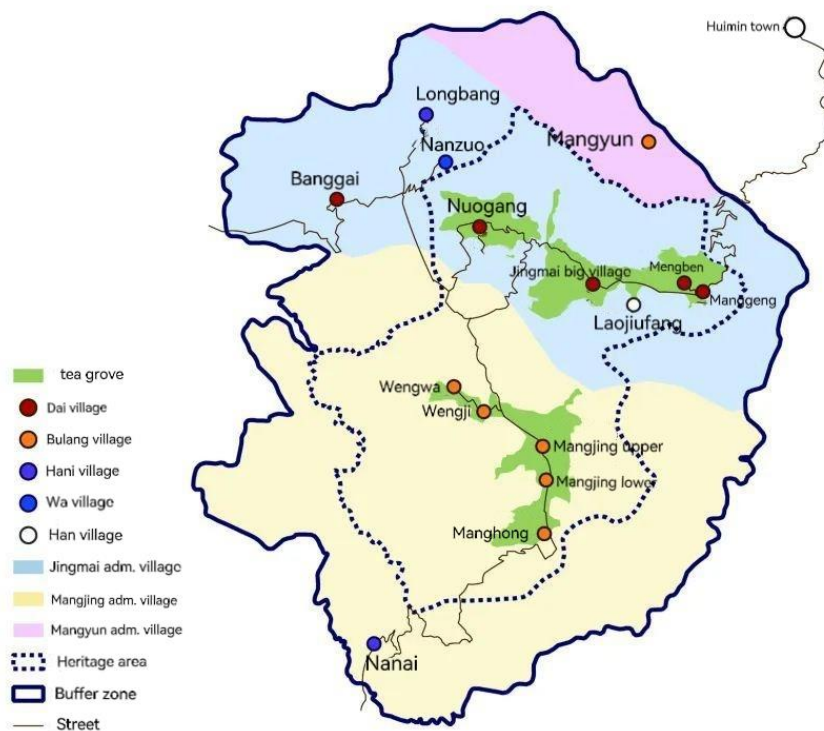 Huimin town
Longbang
Nanzuo
Mangyun
Banggai
Nuogang
Jingmai big village
Mengben
Manggeng
Laojiufang
Wengwa
Wengji
Mangjing upper
Mangjing lower
Manghong
Nanai
tea grove
Dai village
Bulang village
Hani village
Wa village
Han village
Jingmai adm. village
Mangjing adm. village
Mangyun adm. village
Heritage area
Buffer zone
Street